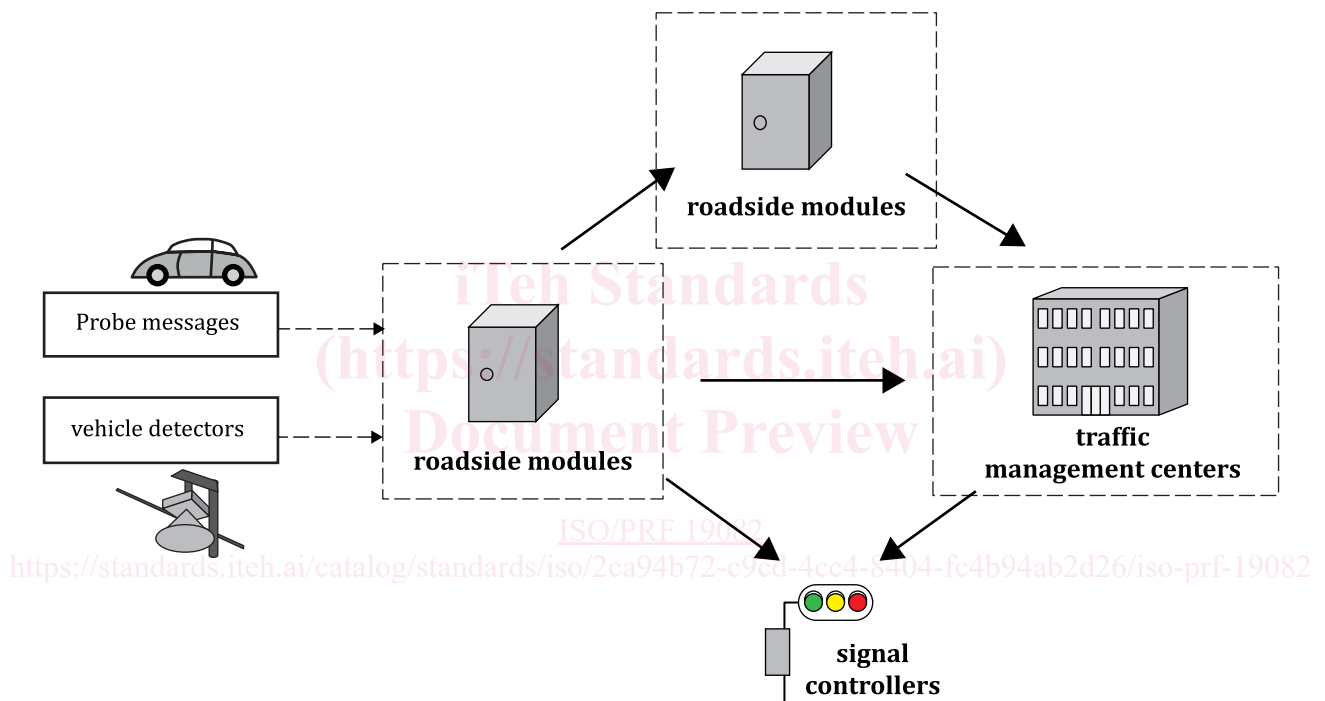 roadside modules
iTeh Standards
(https://standards.iteh.ai)
Document Preview
Probe messages
vehicle detectors
roadside modules
traffic
management centers
ISO/PRF 19082
https://standards.iteh.ai/catalog/standards/iso/2ca94b72-c9cd-4cc4-8404-fc4b94ab2d26/iso-prf-19082
signal
controllers